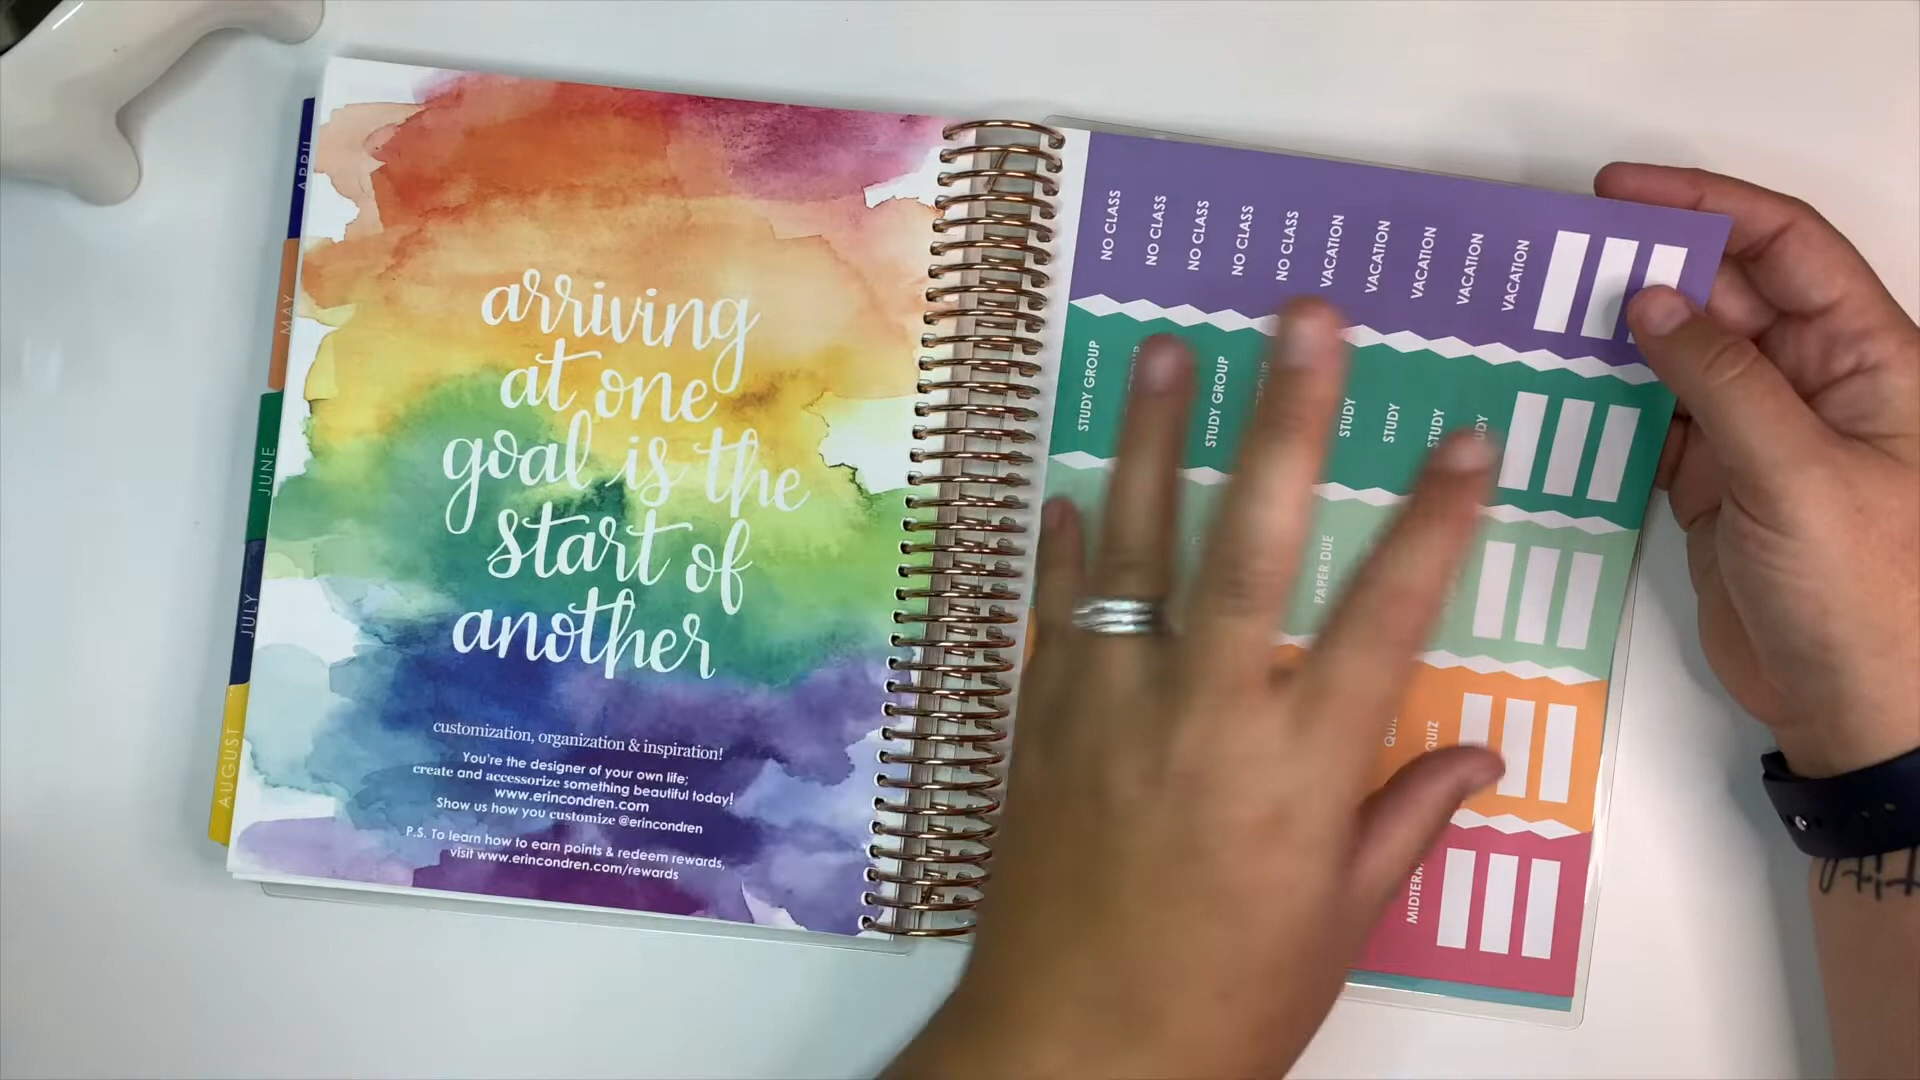 APRIL
MAY
JUNE
JULY
AUGUST
arriving
at one
goal is the
start of
another
customization, organization & inspiration!
You're the designer of your own life;
create and accessorize something beautiful today!
www.erincondren.com
Show us how you customize @erincondren
P.S. To learn how to earn points & redeem rewards,
visit www.erincondren.com/rewards
NO CLASS
NO CLASS
NO CLASS
NO CLASS
NO CLASS
VACATION
VACATION
VACATION
VACATION
VACATION
STUDY GROUP
STUDY GROUP
STUDY
STUDY
STUDY
PAPER DUE
QUIZ
QUIZ